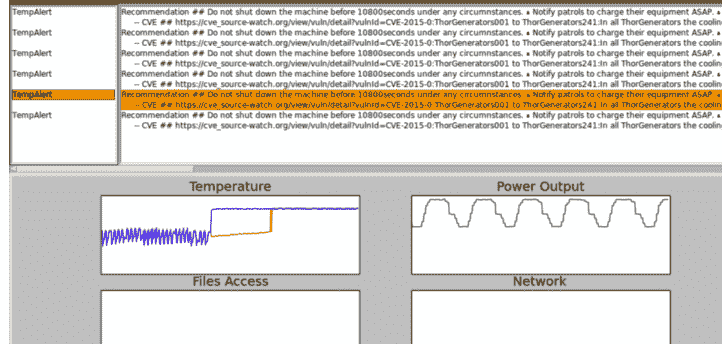 TempAlert Recommendation ## Do not shut down the machine before 10800seconds under any circumnstances. ▴ Notify patrols to charge their equipment ASAP. ▴
-- CVE ## https://cve_source-watch.org/view/vuln/detail?vulnId=CVE-2015-0:ThorGenerators001 to ThorGenerators241:In all ThorGenerators the coolin
TempAlert Recommendation ## Do not shut down the machine before 10800seconds under any circumnstances. ▴ Notify patrols to charge their equipment ASAP. ▴
-- CVE ## https://cve_source-watch.org/view/vuln/detail?vulnId=CVE-2015-0:ThorGenerators001 to ThorGenerators241:In all ThorGenerators the coolin
TempAlert Recommendation ## Do not shut down the machine before 10800seconds under any circumnstances. ▴ Notify patrols to charge their equipment ASAP. ▴
-- CVE ## https://cve_source-watch.org/view/vuln/detail?vulnId=CVE-2015-0:ThorGenerators001 to ThorGenerators241:In all ThorGenerators the coolin
TempAlert Recommendation ## Do not shut down the machine before 10800seconds under any circumnstances. ▴ Notify patrols to charge their equipment ASAP. ▴
-- CVE ## https://cve_source-watch.org/view/vuln/detail?vulnId=CVE-2015-0:ThorGenerators001 to ThorGenerators241:In all ThorGenerators the coolin
TempAlert Recommendation ## Do not shut down the machine before 10800seconds under any circumnstances. ▴ Notify patrols to charge their equipment ASAP. ▴
-- CVE ## https://cve_source-watch.org/view/vuln/detail?vulnId=CVE-2015-0:ThorGenerators001 to ThorGenerators241:In all ThorGenerators the coolin
TempAlert Recommendation ## Do not shut down the machine before 10800seconds under any circumnstances. ▴ Notify patrols to charge their equipment ASAP. ▴
-- CVE ## https://cve_source-watch.org/view/vuln/detail?vulnId=CVE-2015-0:ThorGenerators001 to ThorGenerators241:In all ThorGenerators the coolin
Temperature Power Output
Files Access Network